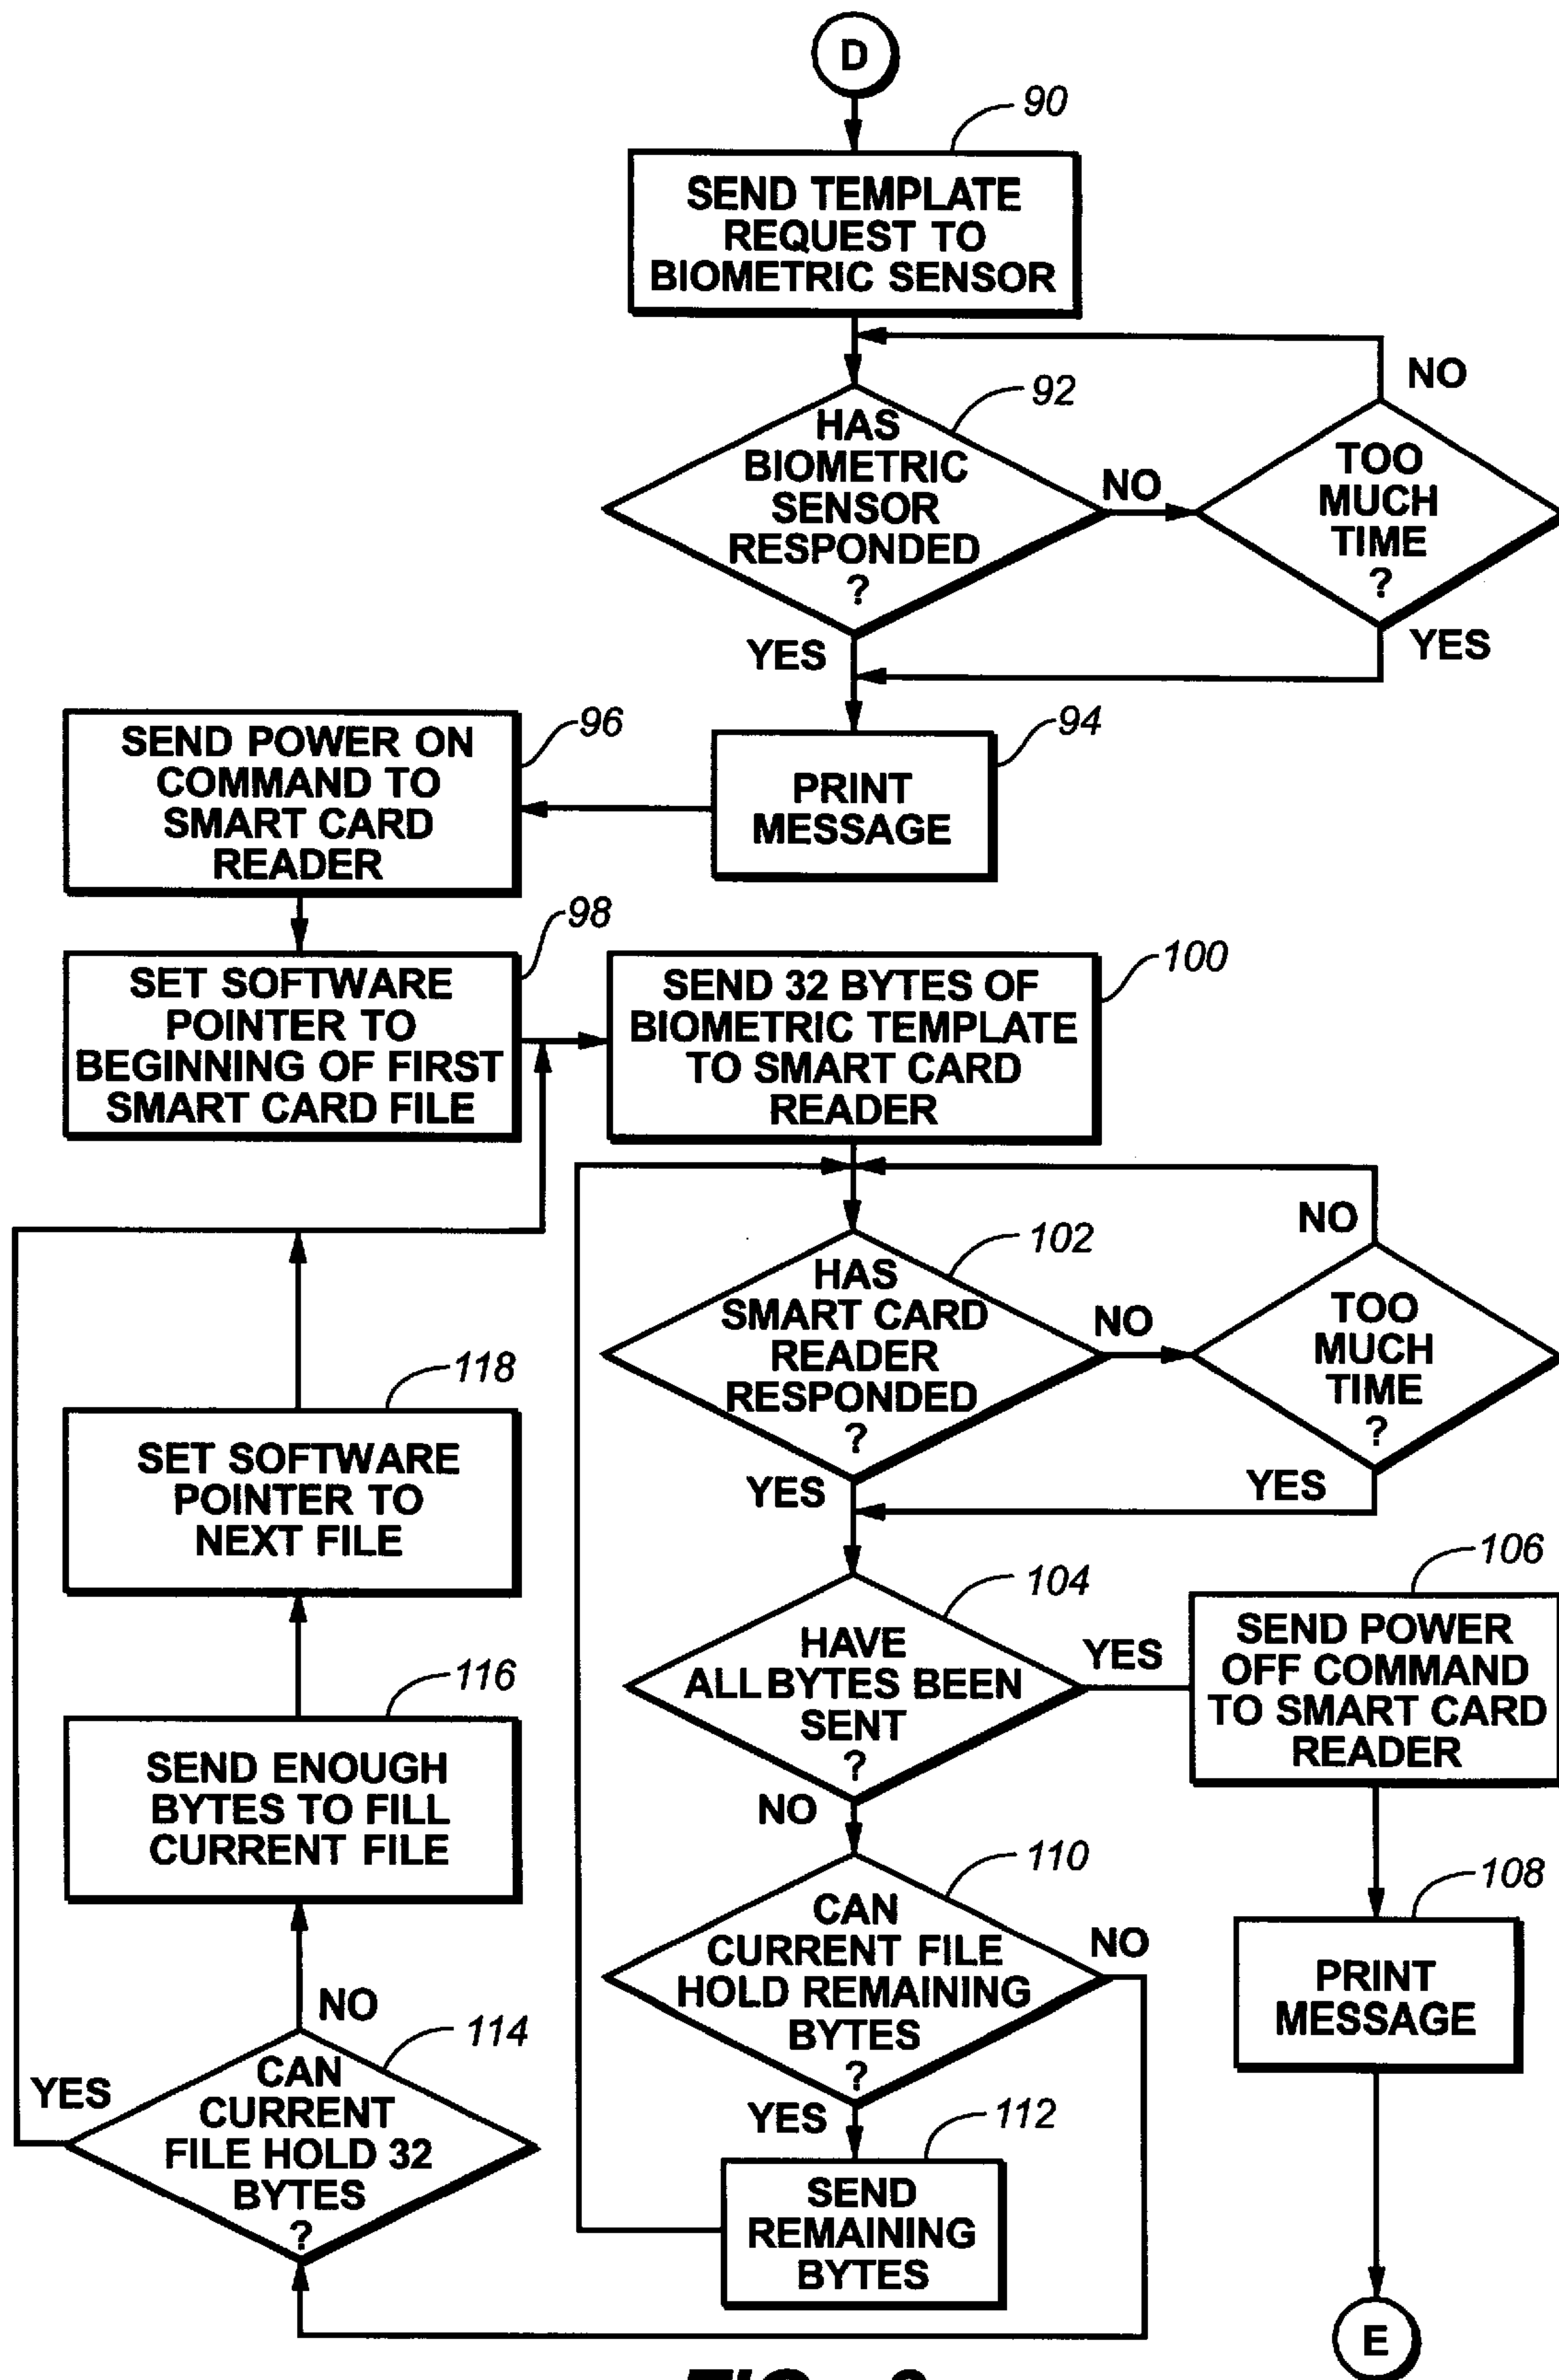 D
90
SEND TEMPLATE
REQUEST TO
BIOMETRIC SENSOR
NO
92
HAS
BIOMETRIC
SENSOR
RESPONDED
?
NO
TOO
MUCH
TIME
?
YES
YES
96
SEND POWER ON
COMMAND TO
SMART CARD
READER
94
PRINT
MESSAGE
98
SET SOFTWARE
POINTER TO
BEGINNING OF FIRST
SMART CARD FILE
100
SEND 32 BYTES OF
BIOMETRIC TEMPLATE
TO SMART CARD
READER
NO
102
HAS
SMART CARD
READER
RESPONDED
?
NO
TOO
MUCH
TIME
?
YES
YES
118
SET SOFTWARE
POINTER TO
NEXT FILE
104
HAVE
ALL BYTES BEEN
SENT
?
YES
106
SEND POWER
OFF COMMAND
TO SMART CARD
READER
NO
116
SEND ENOUGH
BYTES TO FILL
CURRENT FILE
110
CAN
CURRENT FILE
HOLD REMAINING
BYTES
?
NO
108
PRINT
MESSAGE
NO
114
CAN
CURRENT
FILE HOLD 32
BYTES
?
YES
YES
112
SEND
REMAINING
BYTES
E